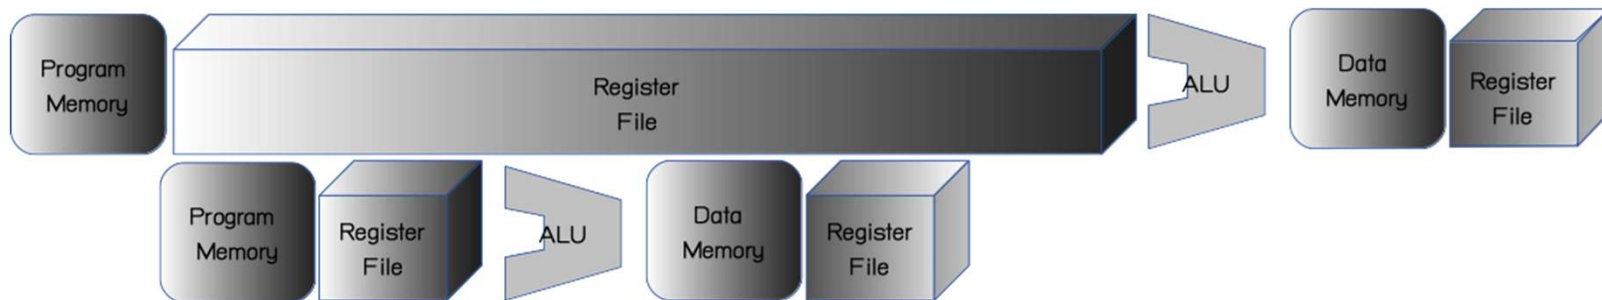 Program
Memory
Register
File
ALU
Data
Memory
Register
File
Program
Memory
Register
File
ALU
Data
Memory
Register
File